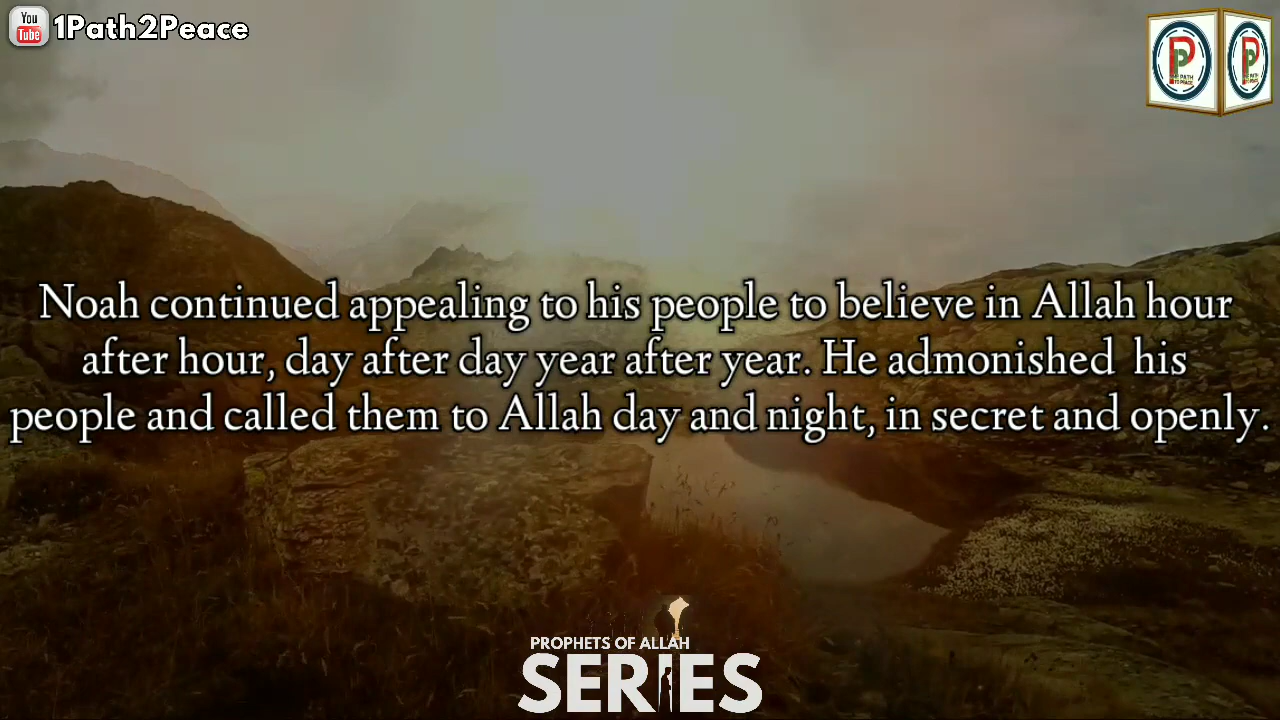 You
Tube
1Path2Peace
Noah continued appealing to his people to believe in Allah hour
after hour, day after day year after year. He admonished  his
people and called them to Allah day and night, in secret and openly.
PROPHETS OF ALLAH
SERIES